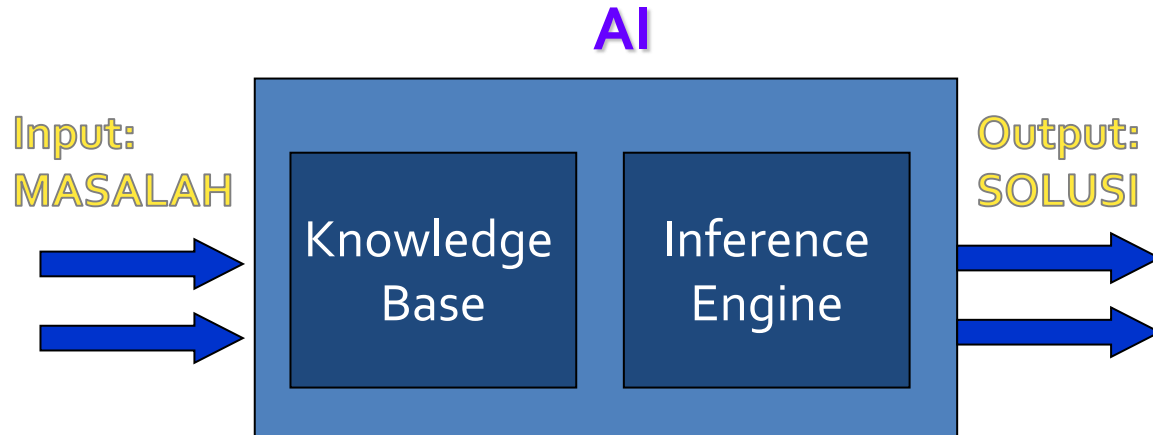 AI
Input:
MASALAH
Knowledge
Base
Inference
Engine
Output:
SOLUSI